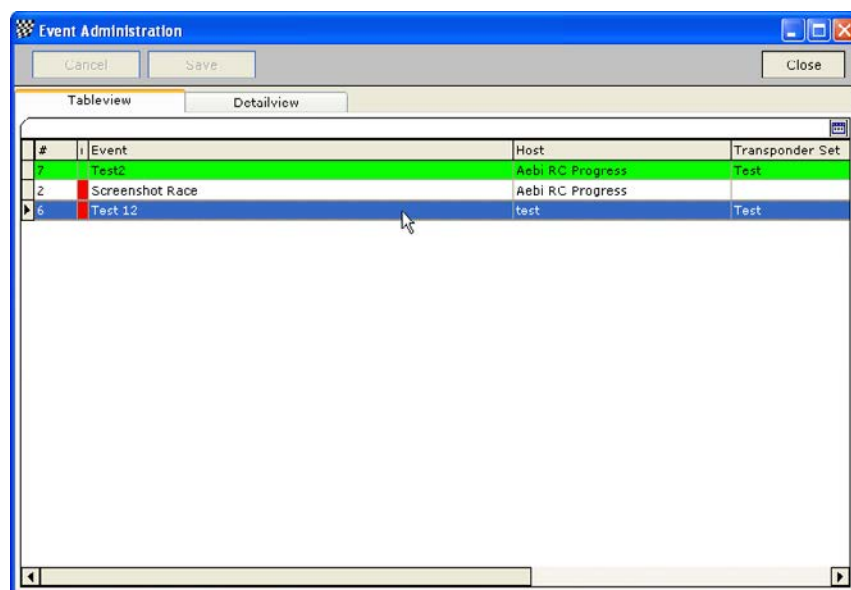 Event Administration
Cancel Save Close
Tableview Detailview
# I Event Host Transponder Set
7 Test2 Aebi RC Progress Test
2 Screenshot Race Aebi RC Progress
6 Test 12 test Test